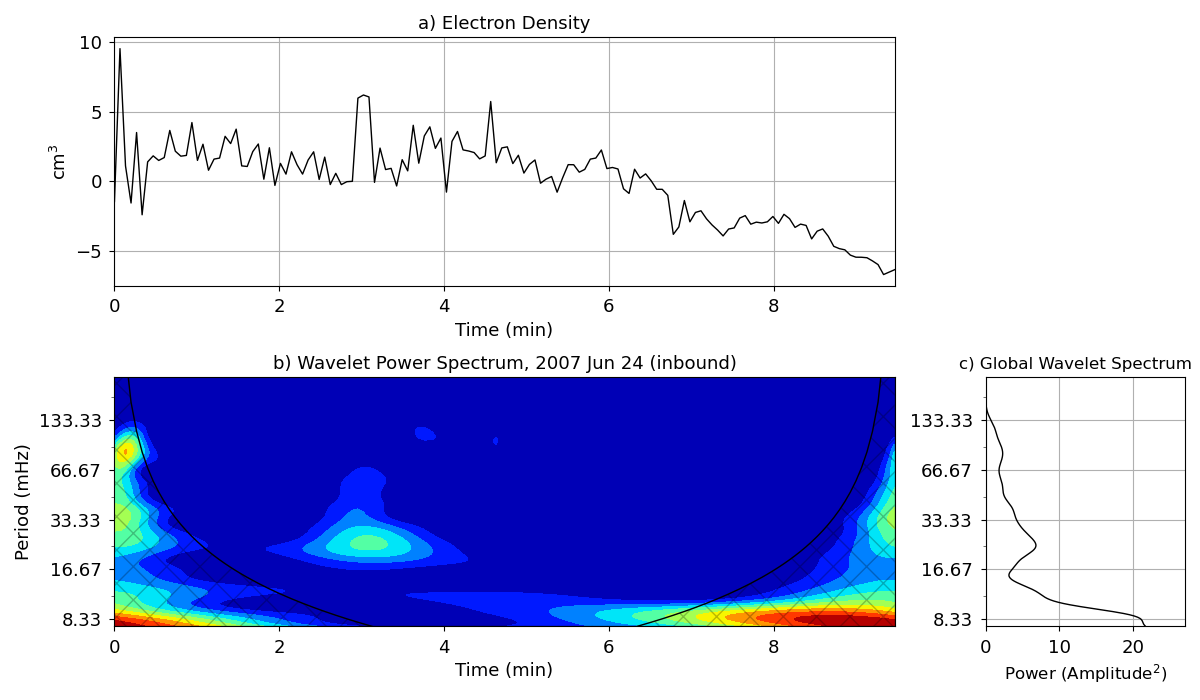 a) Electron Density
10
5
0
−5
cm³
0 2 4 6 8
Time (min)
b) Wavelet Power Spectrum, 2007 Jun 24 (inbound)
133.33
66.67
33.33
16.67
8.33
Period (mHz)
0 2 4 6 8
Time (min)
c) Global Wavelet Spectrum
133.33
66.67
33.33
16.67
8.33
0 10 20
Power (Amplitude²)